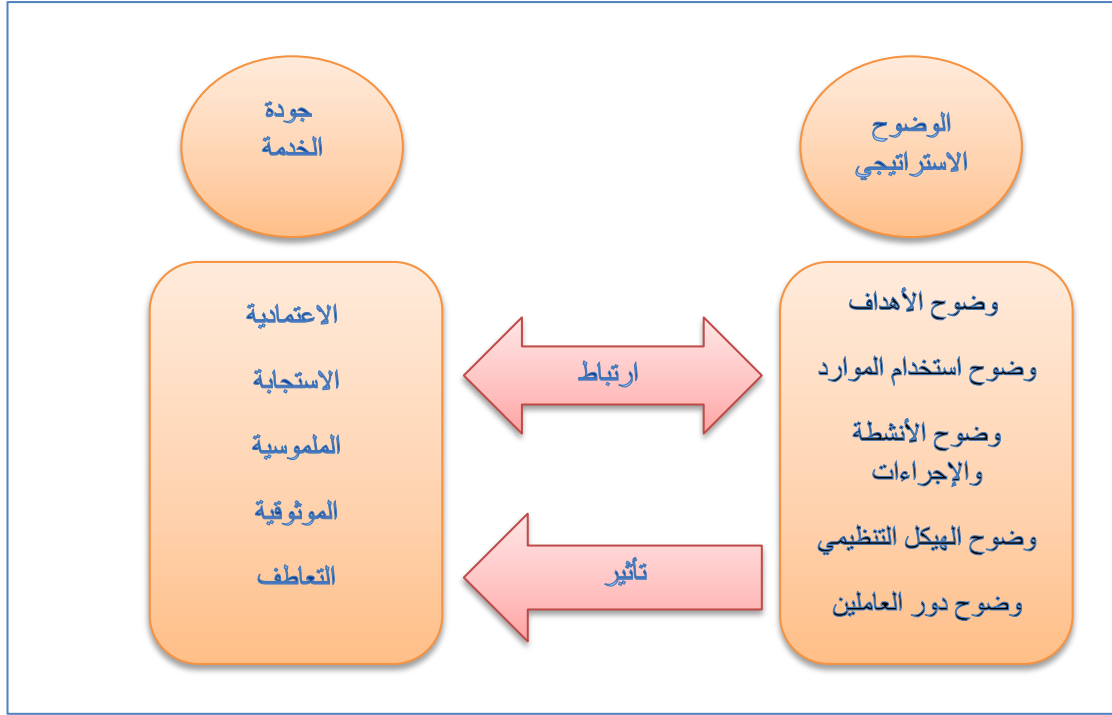 الوضوح
الاستراتيجي
وضوح الأهداف
وضوح استخدام الموارد
وضوح الأنشطة
والإجراءات
وضوح الهيكل التنظيمي
وضوح دور العاملين
ارتباط
تأثير
جودة
الخدمة
الاعتمادية
الاستجابة
الملموسية
الموثوقية
التعاطف